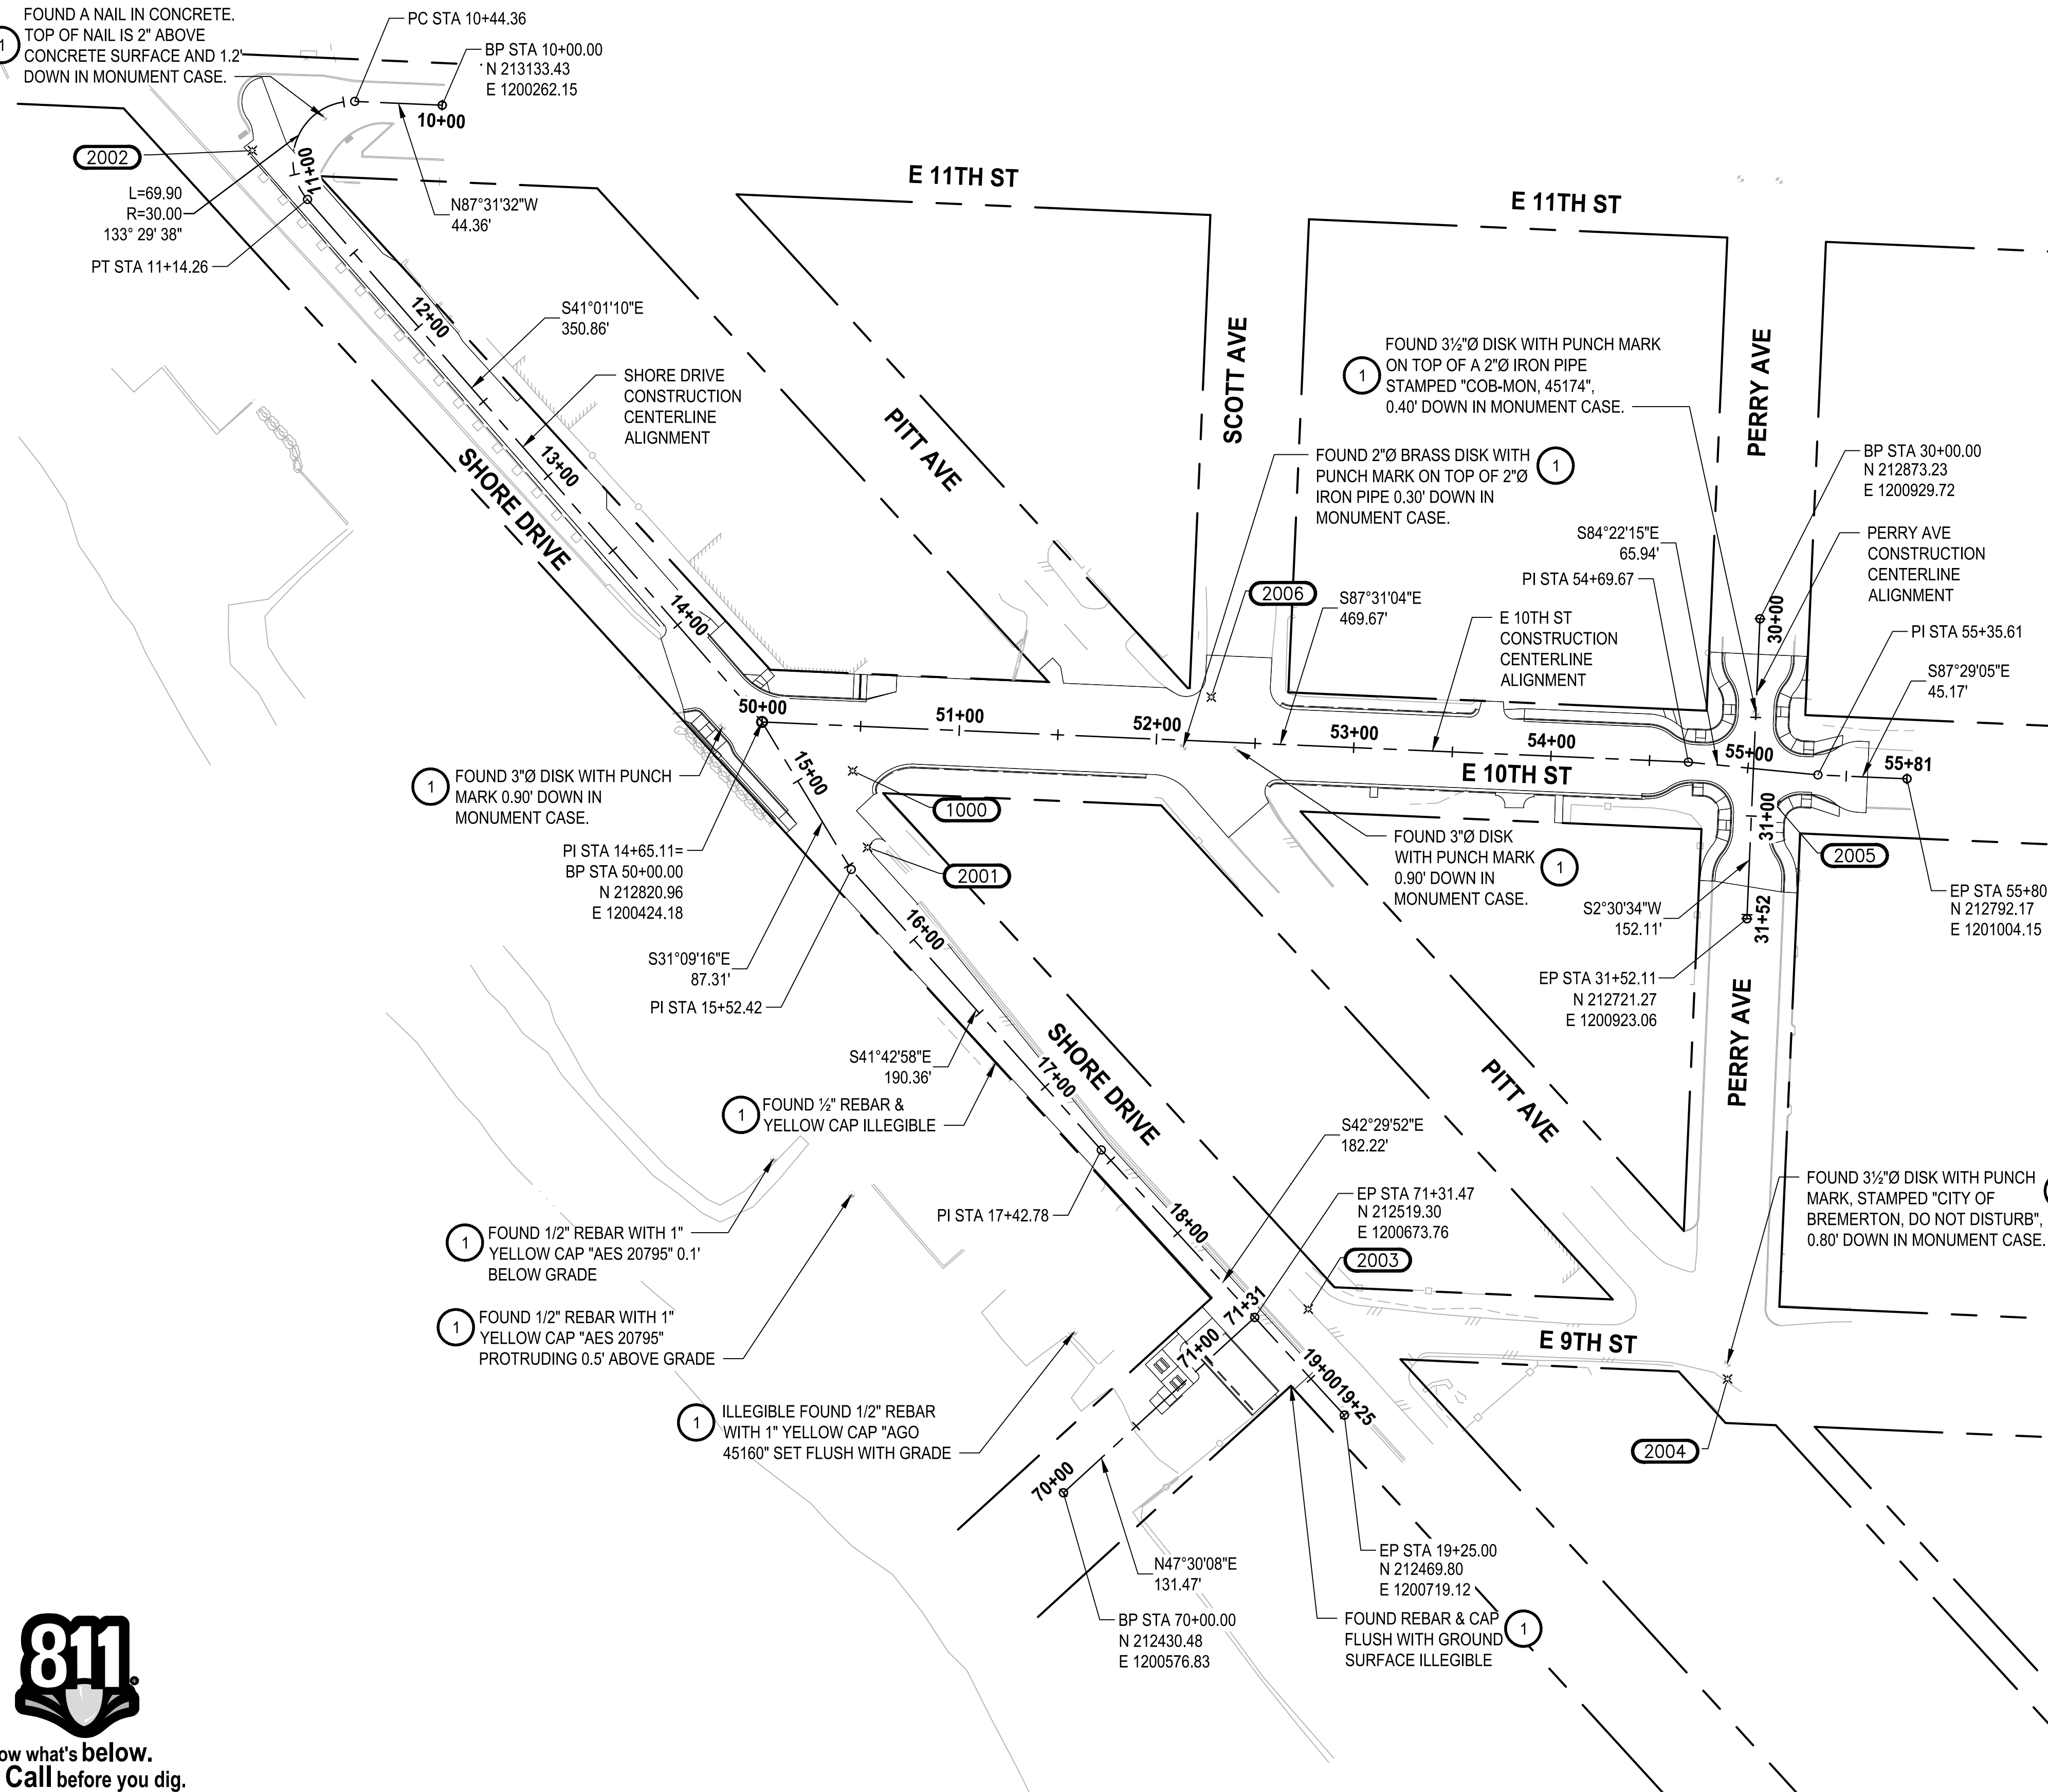 FOUND A NAIL IN CONCRETE.
TOP OF NAIL IS 2" ABOVE
CONCRETE SURFACE AND 1.2'
DOWN IN MONUMENT CASE.
1
PC STA 10+44.36
BP STA 10+00.00
N 213133.43
E 1200262.15
10+00
2002
11+00
L=69.90
R=30.00
133° 29' 38"
N87°31'32"W
44.36'
PT STA 11+14.26
E 11TH ST
E 11TH ST
12+00
S41°01'10"E
350.86'
SHORE DRIVE
CONSTRUCTION
CENTERLINE
ALIGNMENT
13+00
SHORE DRIVE
PITT AVE
SCOTT AVE
PERRY AVE
FOUND 3½"Ø DISK WITH PUNCH MARK
ON TOP OF A 2"Ø IRON PIPE
STAMPED "COB-MON, 45174",
0.40' DOWN IN MONUMENT CASE.
1
FOUND 2"Ø BRASS DISK WITH
PUNCH MARK ON TOP OF 2"Ø
IRON PIPE 0.30' DOWN IN
MONUMENT CASE.
1
BP STA 30+00.00
N 212873.23
E 1200929.72
S84°22'15"E
65.94'
PI STA 54+69.67
PERRY AVE
CONSTRUCTION
CENTERLINE
ALIGNMENT
2006
S87°31'04"E
469.67'
E 10TH ST
CONSTRUCTION
CENTERLINE
ALIGNMENT
30+00
PI STA 55+35.61
S87°29'05"E
45.17'
14+00
50+00
51+00
52+00
53+00
54+00
55+00
55+81
E 10TH ST
15+00
1
FOUND 3"Ø DISK WITH PUNCH
MARK 0.90' DOWN IN
MONUMENT CASE.
1000
2001
PI STA 14+65.11=
BP STA 50+00.00
N 212820.96
E 1200424.18
FOUND 3"Ø DISK
WITH PUNCH MARK
0.90' DOWN IN
MONUMENT CASE.
1
31+00
2005
EP STA 55+80
N 212792.17
E 1201004.15
S2°30'34"W
152.11'
31+52
16+00
S31°09'16"E
87.31'
PI STA 15+52.42
EP STA 31+52.11
N 212721.27
E 1200923.06
S41°42'58"E
190.36'
17+00
SHORE DRIVE
PITT AVE
PERRY AVE
1
FOUND ½" REBAR &
YELLOW CAP ILLEGIBLE
S42°29'52"E
182.22'
PI STA 17+42.78
18+00
EP STA 71+31.47
N 212519.30
E 1200673.76
FOUND 3½"Ø DISK WITH PUNCH
MARK, STAMPED "CITY OF
BREMERTON, DO NOT DISTURB",
0.80' DOWN IN MONUMENT CASE.
1
FOUND 1/2" REBAR WITH 1"
YELLOW CAP "AES 20795" 0.1'
BELOW GRADE
2003
71+31
71+00
E 9TH ST
1
FOUND 1/2" REBAR WITH 1"
YELLOW CAP "AES 20795"
PROTRUDING 0.5' ABOVE GRADE
19+00
19+25
1
ILLEGIBLE FOUND 1/2" REBAR
WITH 1" YELLOW CAP "AGO
45160" SET FLUSH WITH GRADE
2004
70+00
N47°30'08"E
131.47'
EP STA 19+25.00
N 212469.80
E 1200719.12
BP STA 70+00.00
N 212430.48
E 1200576.83
FOUND REBAR & CAP
FLUSH WITH GROUND
SURFACE ILLEGIBLE
1
811
ow what's below.
Call before you dig.